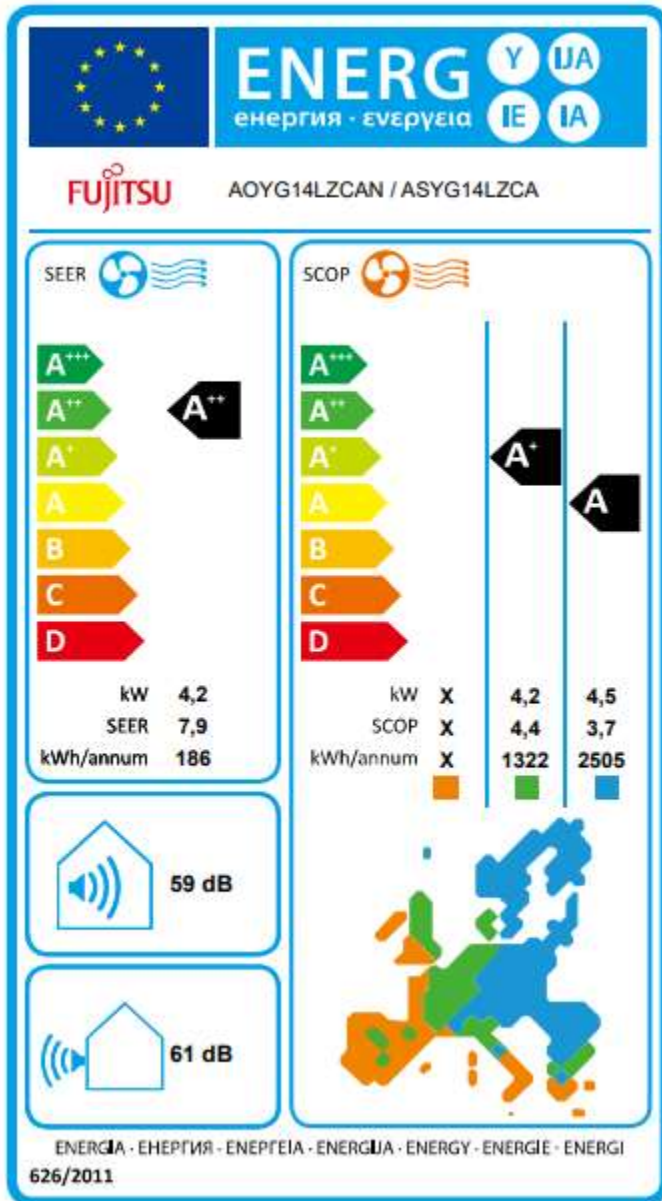 ENERG Y IJA
енергия · ενεργεια IE IA
FUJITSU AOYG14LZCAN / ASYG14LZCA
SEER
A+++
A++ A++
A+
A
B
C
D
kW 4,2
SEER 7,9
kWh/annum 186
SCOP
A+++
A++
A+ A+
A A
B
C
D
kW X 4,2 4,5
SCOP X 4,4 3,7
kWh/annum X 1322 2505
59 dB
61 dB
ENERGIA · ЕНЕРГИЯ · ΕΝΕΡΓΕΙΑ · ENERGIJA · ENERGY · ENERGIE · ENERGI
626/2011